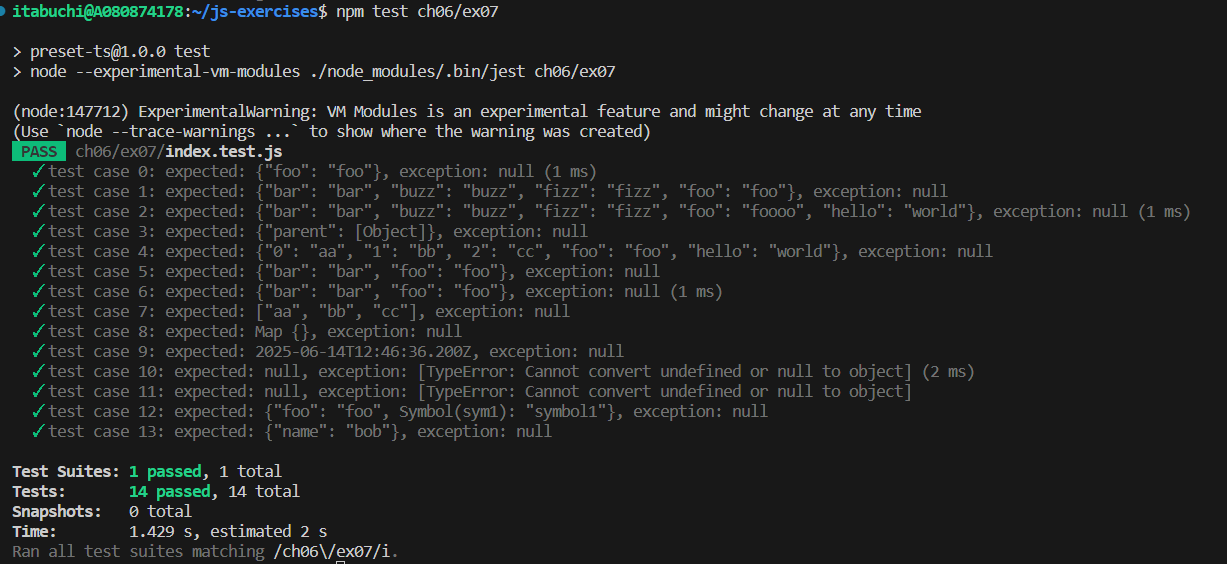 itabuchi@A080874178:~/js-exercises$ npm test ch06/ex07
> preset-ts@1.0.0 test
> node --experimental-vm-modules ./node_modules/.bin/jest ch06/ex07
(node:147712) ExperimentalWarning: VM Modules is an experimental feature and might change at any time
(Use `node --trace-warnings ...` to show where the warning was created)
PASS ch06/ex07/index.test.js
✓ test case 0: expected: {"foo": "foo"}, exception: null (1 ms)
✓ test case 1: expected: {"bar": "bar", "buzz": "buzz", "fizz": "fizz", "foo": "foo"}, exception: null
✓ test case 2: expected: {"bar": "bar", "buzz": "buzz", "fizz": "fizz", "foo": "foooo", "hello": "world"}, exception: null (1 ms)
✓ test case 3: expected: {"parent": [Object]}, exception: null
✓ test case 4: expected: {"0": "aa", "1": "bb", "2": "cc", "foo": "foo", "hello": "world"}, exception: null
✓ test case 5: expected: {"bar": "bar", "foo": "foo"}, exception: null
✓ test case 6: expected: {"bar": "bar", "foo": "foo"}, exception: null (1 ms)
✓ test case 7: expected: ["aa", "bb", "cc"], exception: null
✓ test case 8: expected: Map {}, exception: null
✓ test case 9: expected: 2025-06-14T12:46:36.200Z, exception: null
✓ test case 10: expected: null, exception: [TypeError: Cannot convert undefined or null to object] (2 ms)
✓ test case 11: expected: null, exception: [TypeError: Cannot convert undefined or null to object]
✓ test case 12: expected: {"foo": "foo", Symbol(sym1): "symbol1"}, exception: null
✓ test case 13: expected: {"name": "bob"}, exception: null
Test Suites: 1 passed, 1 total
Tests: 14 passed, 14 total
Snapshots: 0 total
Time: 1.429 s, estimated 2 s
Ran all test suites matching /ch06\/ex07/i.